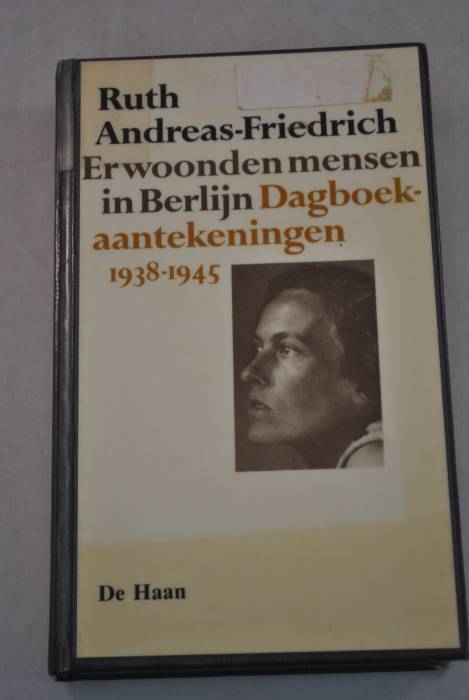 Ruth
Andreas-Friedrich
Er woonden mensen
in Berlijn Dagboek-
aantekeningen
1938-1945
De Haan